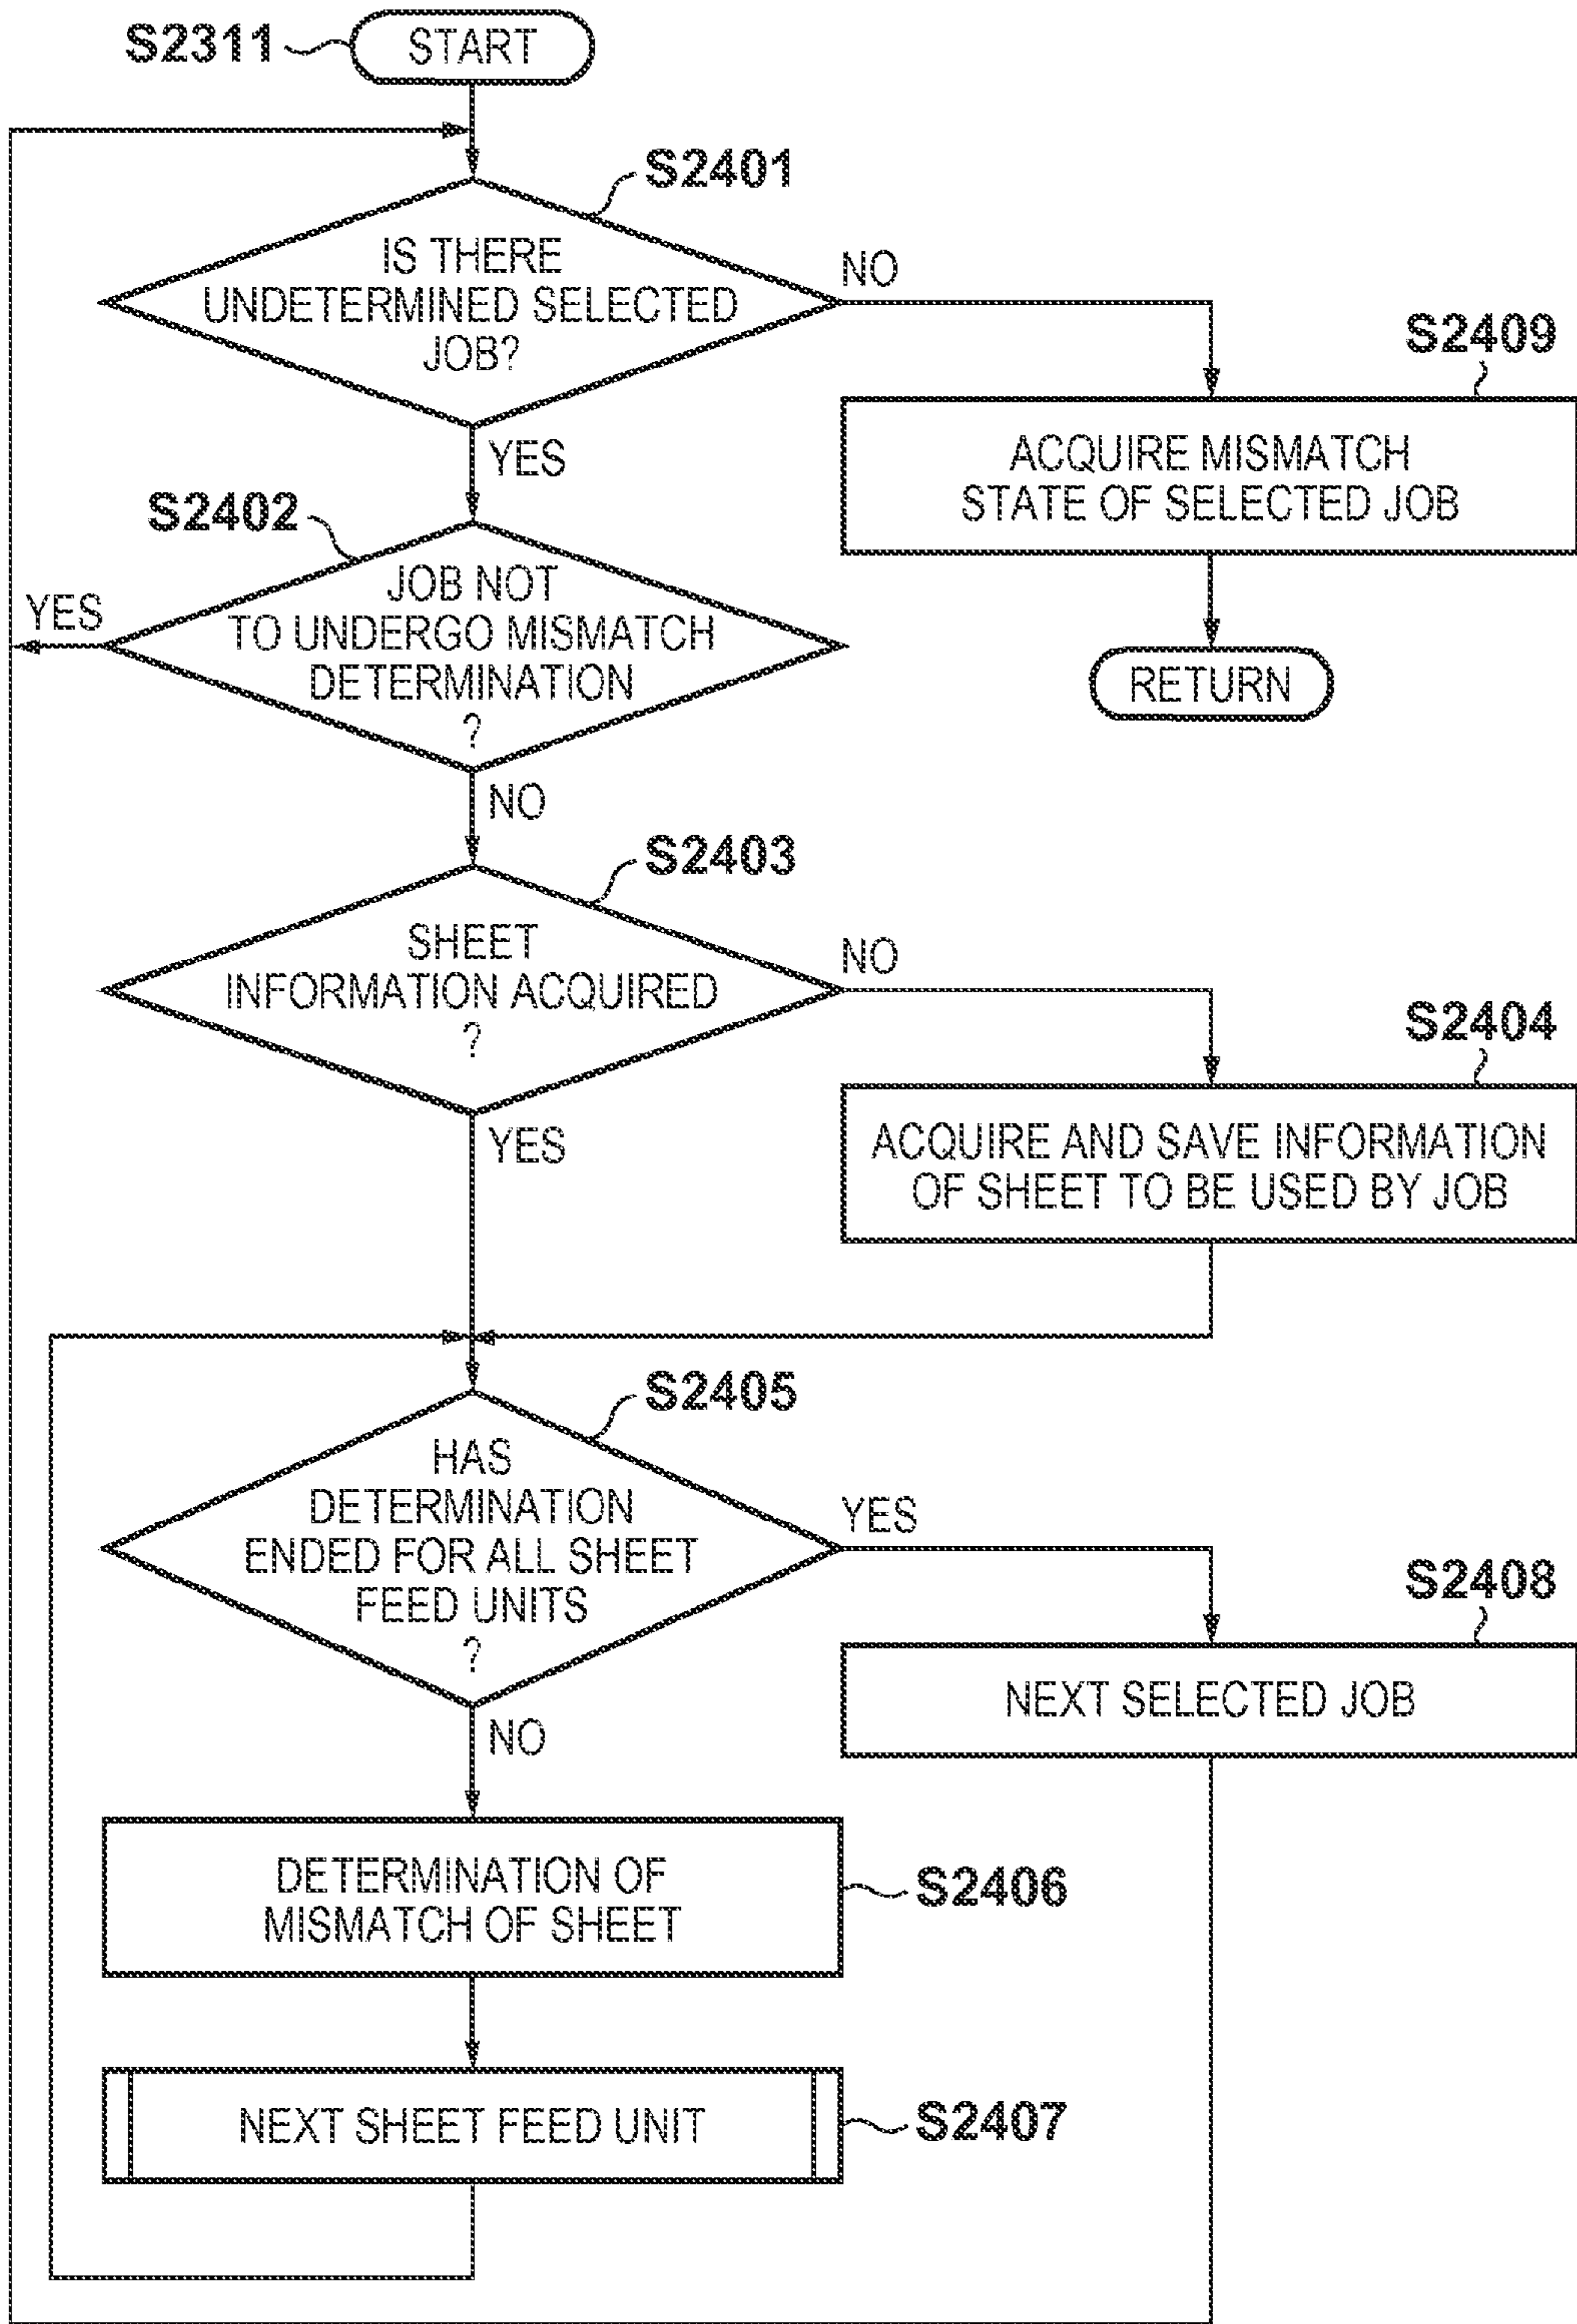 S2311
START
S2401
IS THERE
UNDETERMINED SELECTED
JOB?
NO
S2409
ACQUIRE MISMATCH
STATE OF SELECTED JOB
YES
S2402
JOB NOT
TO UNDERGO MISMATCH
DETERMINATION
?
YES
RETURN
NO
S2403
SHEET
INFORMATION ACQUIRED
?
NO
S2404
ACQUIRE AND SAVE INFORMATION
OF SHEET TO BE USED BY JOB
YES
S2405
HAS
DETERMINATION
ENDED FOR ALL SHEET
FEED UNITS
?
YES
S2408
NEXT SELECTED JOB
NO
DETERMINATION OF
MISMATCH OF SHEET
S2406
NEXT SHEET FEED UNIT
S2407